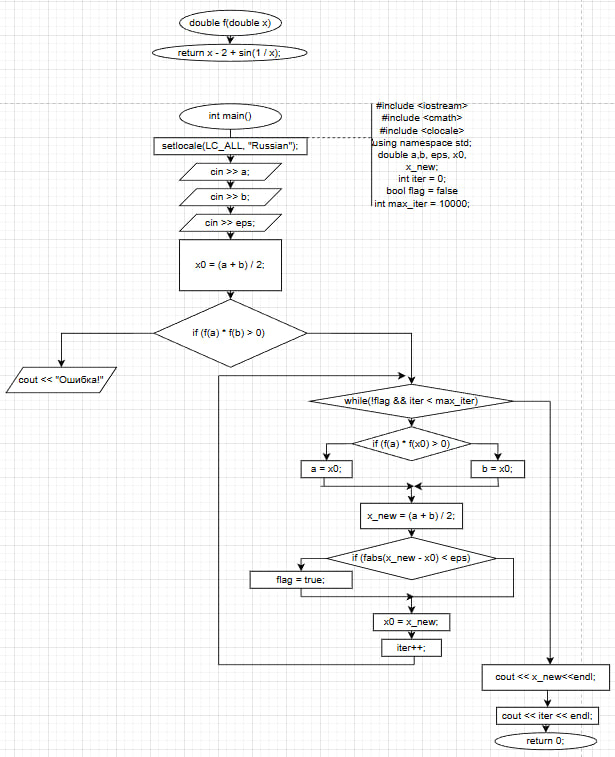 double f(double x)
return x - 2 + sin(1 / x);
int main()
setlocale(LC_ALL, "Russian");
#include <iostream>
#include <cmath>
#include <clocale>
using namespace std;
double a,b, eps, x0,
x_new;
int iter = 0;
bool flag = false
int max_iter = 10000;
cin >> a;
cin >> b;
cin >> eps;
x0 = (a + b) / 2;
if (f(a) * f(b) > 0)
cout << "Ошибка!"
while(!flag && iter < max_iter)
if (f(a) * f(x0) > 0)
a = x0;
b = x0;
x_new = (a + b) / 2;
if (fabs(x_new - x0) < eps)
flag = true;
x0 = x_new;
iter++;
cout << x_new<<endl;
cout << iter << endl;
return 0;